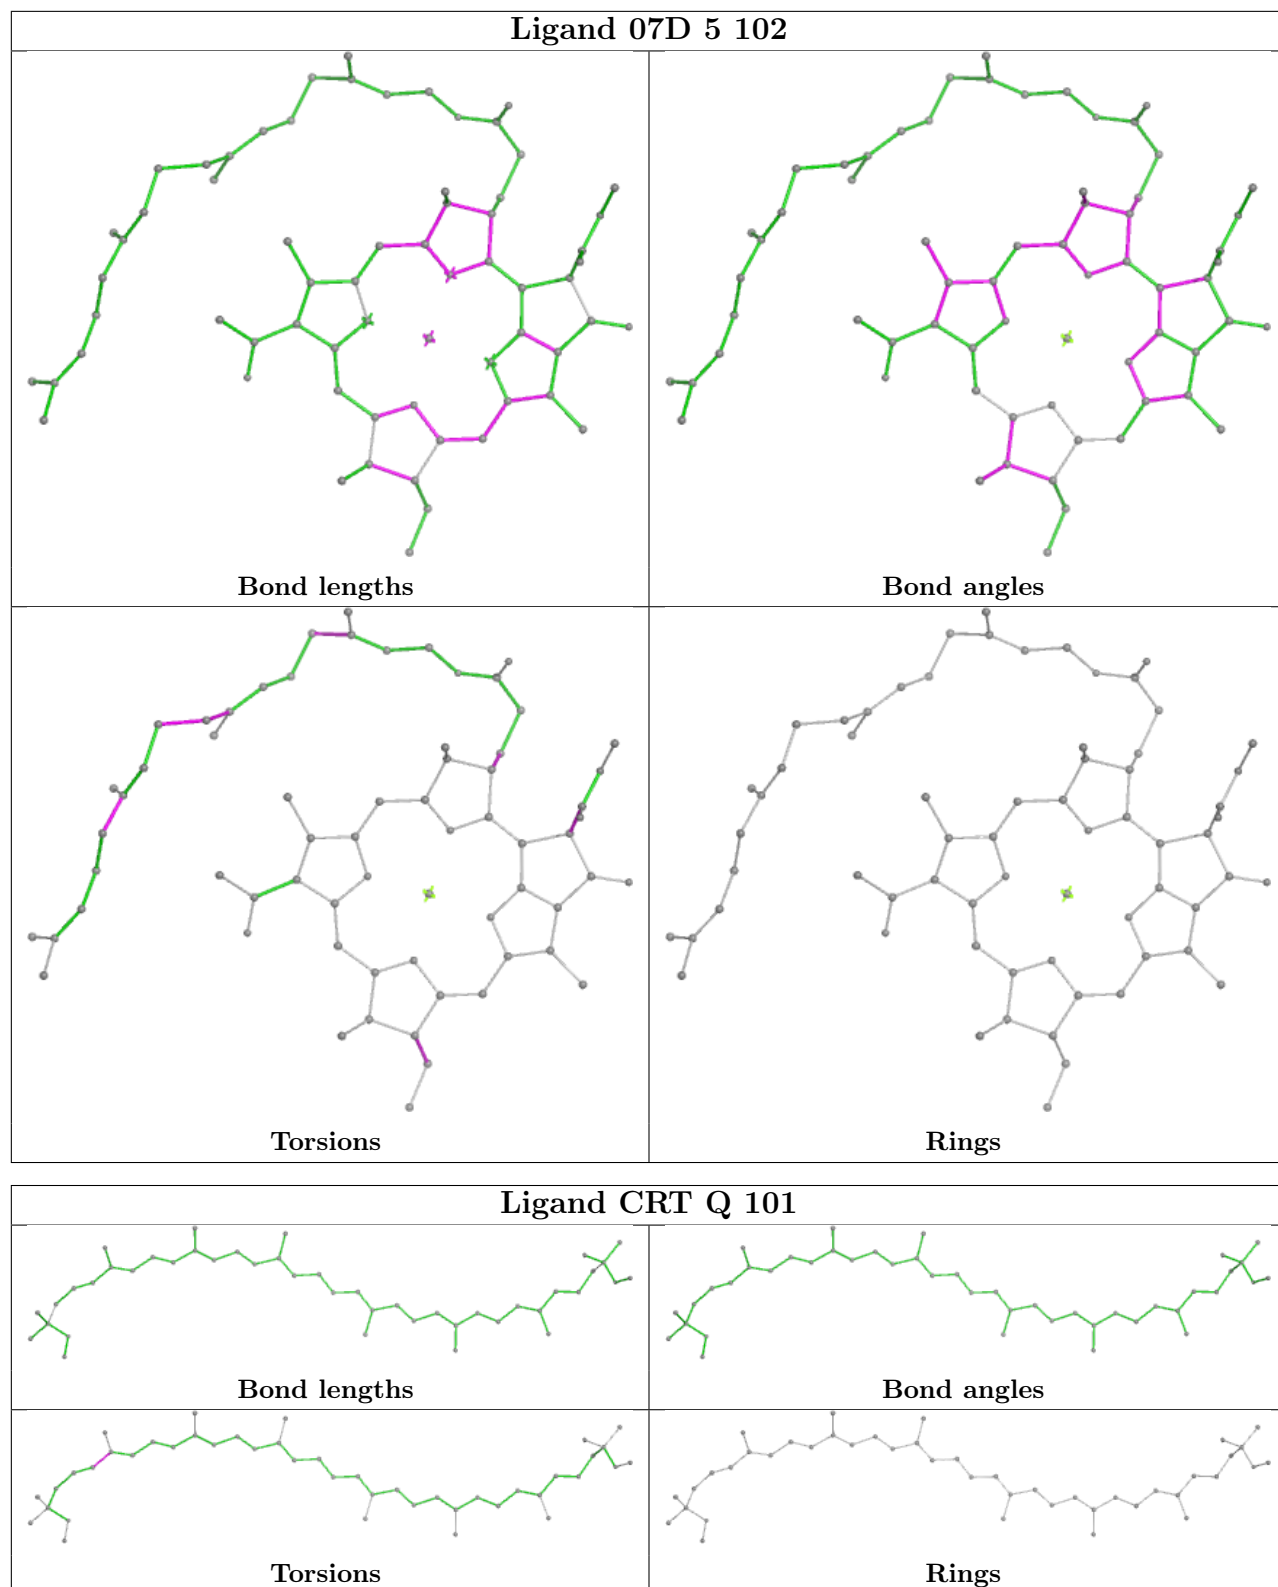 Ligand 07D 5 102
Bond lengths
Bond angles
Torsions
Rings
Ligand CRT Q 101
Bond lengths
Bond angles
Torsions
Rings